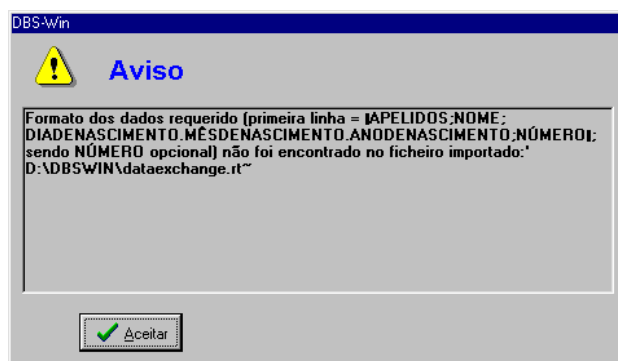 DBS-Win
Aviso
Formato dos dados requerido (primeira linha = ‖APELIDOS;NOME;
DIADENASCIMENTO.MÊSDENASCIMENTO.ANODENASCIMENTO;NÚMERO‖;
sendo NÚMERO opcional) não foi encontrado no ficheiro importado:'
D:\DBSWIN\dataexchange.rt~
Aceitar